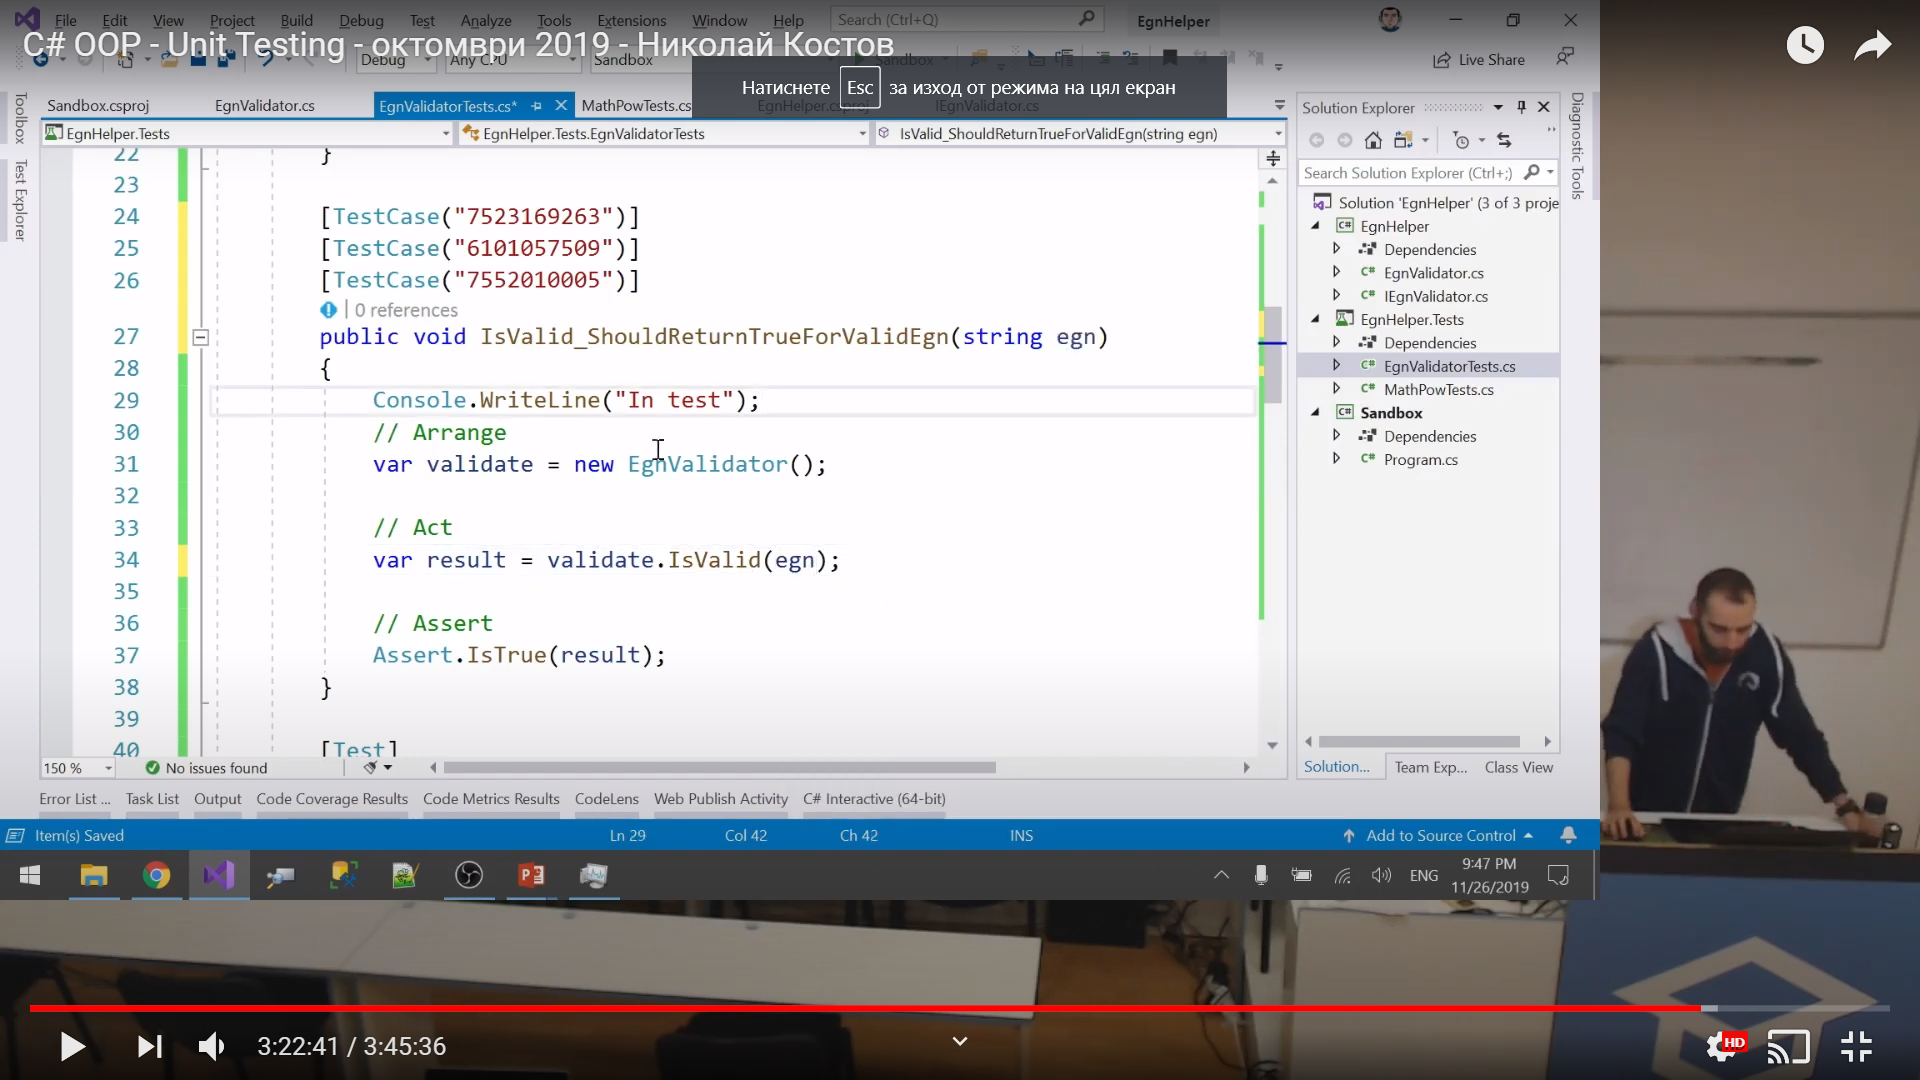 File Edit View Project Build Debug Test Analyze Tools Extensions Window Help Search (Ctrl+Q) EgnHelper
C# OOP - Unit Testing - октомври 2019 - Николай Костов
Debug Any CPU Sandbox Sandbox Live Share
Натиснете Esc за изход от режима на цял екран
Sandbox.csproj EgnValidator.cs EgnValidatorTests.cs* MathPowTests.cs EgnHelper.Tests.csproj IEgnValidator.cs
EgnHelper.Tests EgnHelper.Tests.EgnValidatorTests IsValid_ShouldReturnTrueForValidEgn(string egn)
Toolbox
Test Explorer
22 }
23
24 [TestCase("7523169263")]
25 [TestCase("6101057509")]
26 [TestCase("7552010005")]
0 references
27 public void IsValid_ShouldReturnTrueForValidEgn(string egn)
28 {
29 Console.WriteLine("In test");
30 // Arrange
31 var validate = new EgnValidator();
32
33 // Act
34 var result = validate.IsValid(egn);
35
36 // Assert
37 Assert.IsTrue(result);
38 }
39
40 [Test]
150 % No issues found
Solution Explorer
Search Solution Explorer (Ctrl+;)
Solution 'EgnHelper' (3 of 3 proje
C# EgnHelper
Dependencies
C# EgnValidator.cs
C# IEgnValidator.cs
EgnHelper.Tests
Dependencies
C# EgnValidatorTests.cs
C# MathPowTests.cs
C# Sandbox
Dependencies
C# Program.cs
Solution... Team Exp... Class View
Diagnostic Tools
Error List ... Task List Output Code Coverage Results Code Metrics Results CodeLens Web Publish Activity C# Interactive (64-bit)
Item(s) Saved Ln 29 Col 42 Ch 42 INS Add to Source Control
ENG 9:47 PM
11/26/2019
3:22:41 / 3:45:36
HD